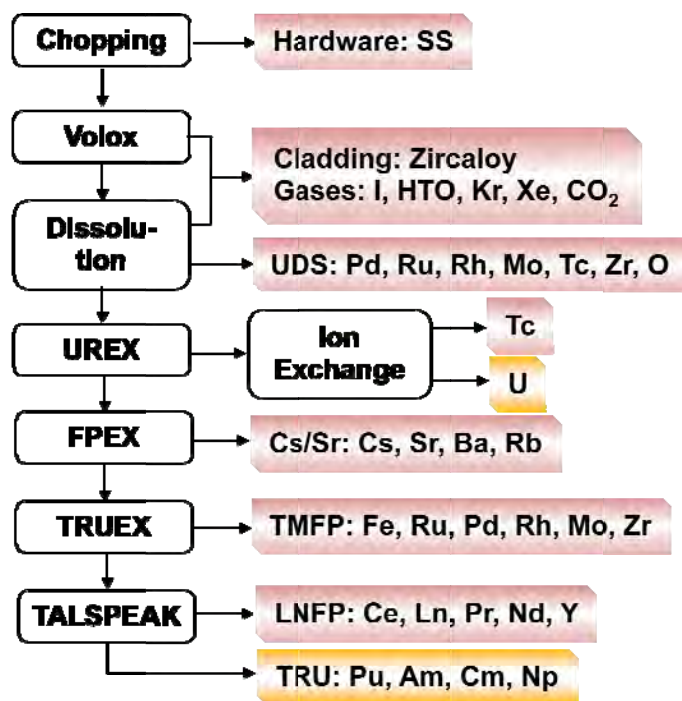 Chopping
Hardware: SS
Volox
Cladding: Zircaloy
Gases: I, HTO, Kr, Xe, CO₂
Dissolu-
tion
UDS: Pd, Ru, Rh, Mo, Tc, Zr, O
UREX
Ion
Exchange
Tc
U
FPEX
Cs/Sr: Cs, Sr, Ba, Rb
TRUEX
TMFP: Fe, Ru, Pd, Rh, Mo, Zr
TALSPEAK
LNFP: Ce, Ln, Pr, Nd, Y
TRU: Pu, Am, Cm, Np